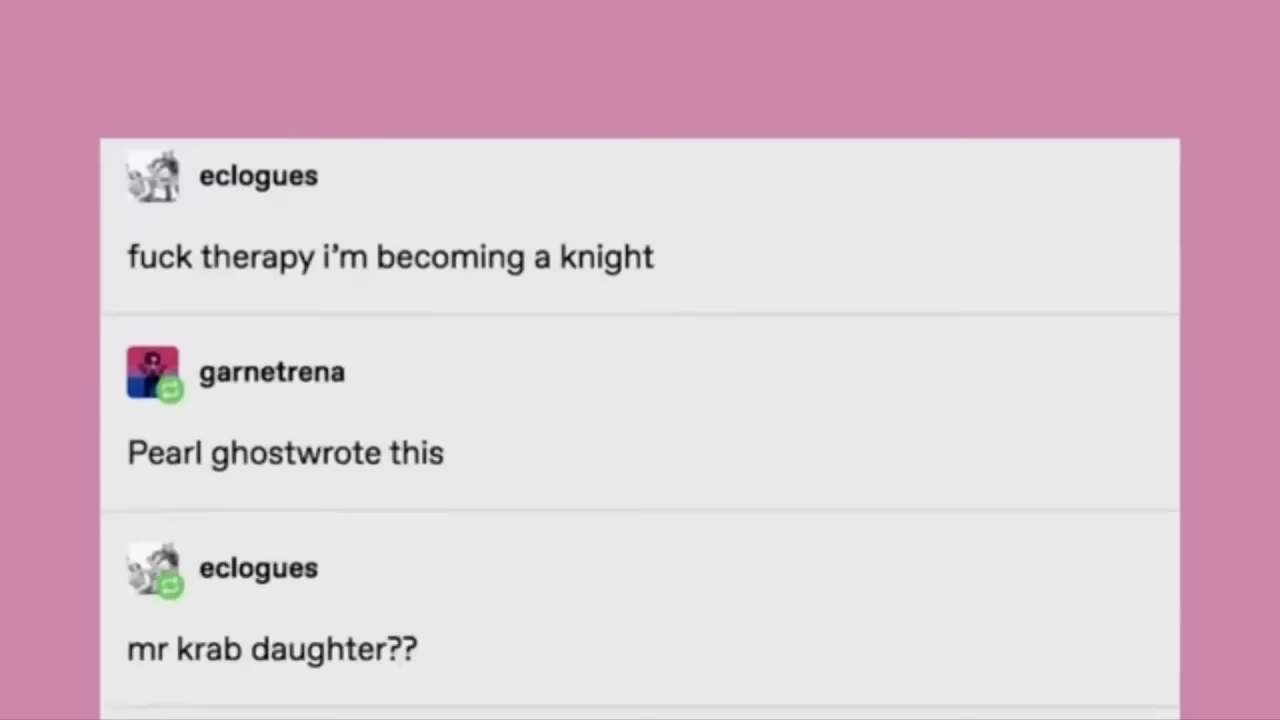 eclogues
fuck therapy i'm becoming a knight
garnetrena
Pearl ghostwrote this
eclogues
mr krab daughter??